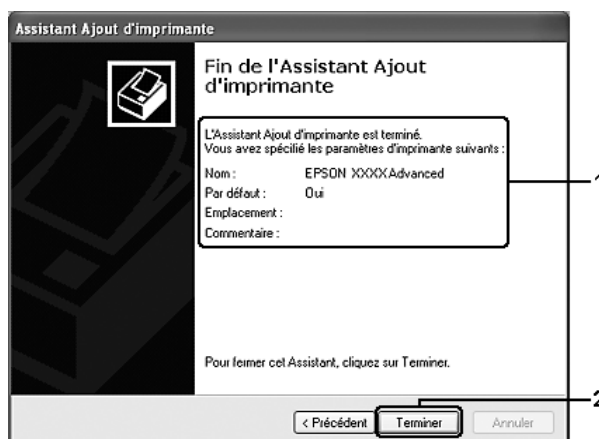 Assistant Ajout d'imprimante
Fin de l'Assistant Ajout
d'imprimante
L'Assistant Ajout d'imprimante est terminé.
Vous avez spécifié les paramètres d'imprimante suivants :
Nom : EPSON XXXX Advanced
Par défaut : Oui
Emplacement :
Commentaire :
1
Pour fermer cet Assistant, cliquez sur Terminer.
2
< Précédent Terminer Annuler